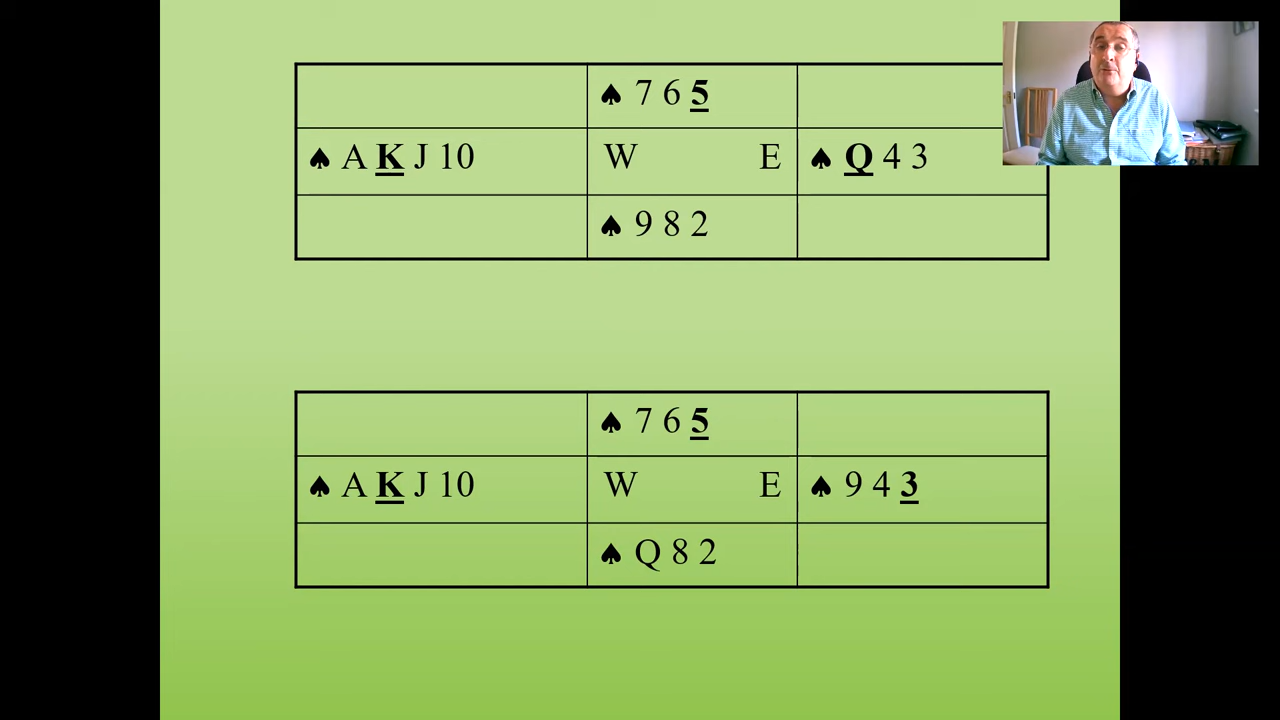 ♠ 7 6 5
♠ A K J 10 W E ♠ Q 4 3
♠ 9 8 2
♠ 7 6 5
♠ A K J 10 W E ♠ 9 4 3
♠ Q 8 2